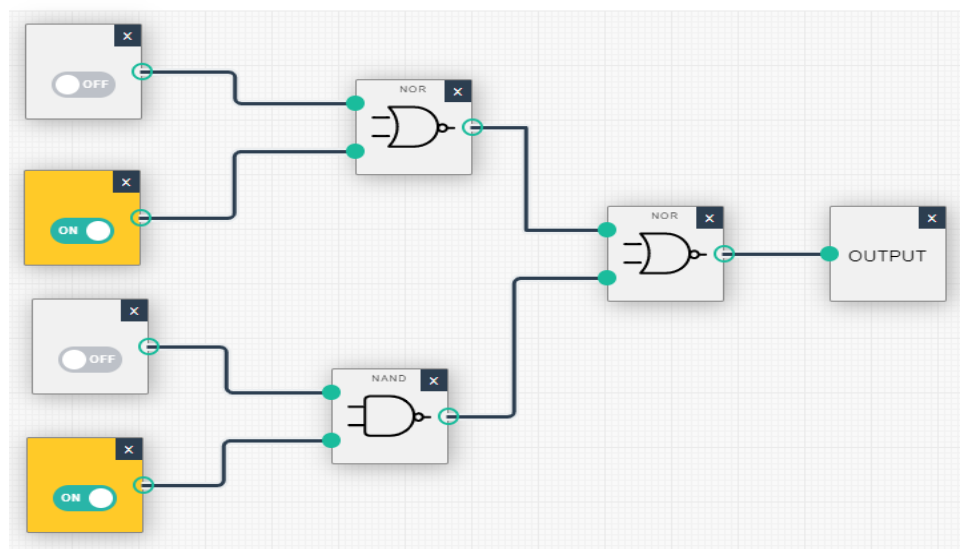 ×
OFF
NOR ×
×
ON
NOR ×
×
OUTPUT
×
OFF
NAND ×
×
ON